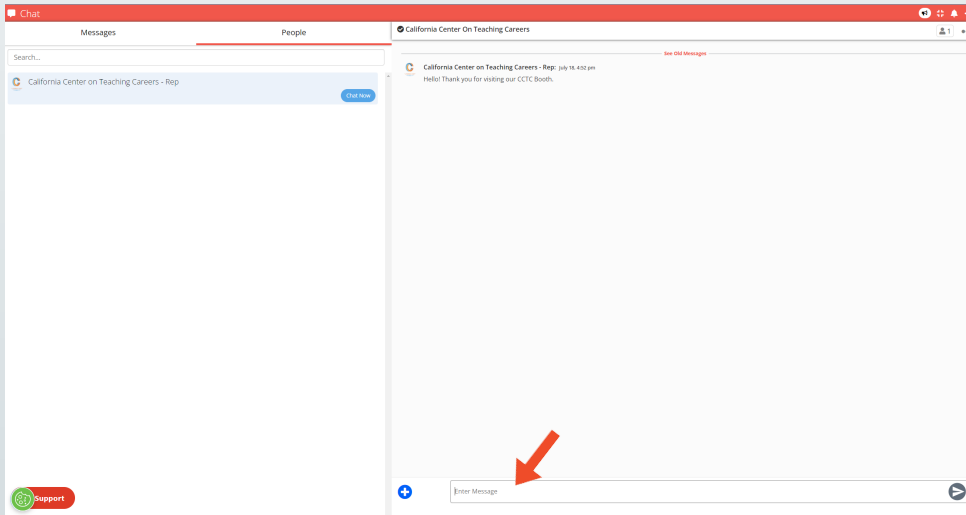 Chat
Messages
People
Search...
California Center on Teaching Careers - Rep
Chat Now
California Center On Teaching Careers
1
See Old Messages
California Center on Teaching Careers - Rep: July 18, 4:52 pm
Hello! Thank you for visiting our CCTC Booth.
Support
Enter Message